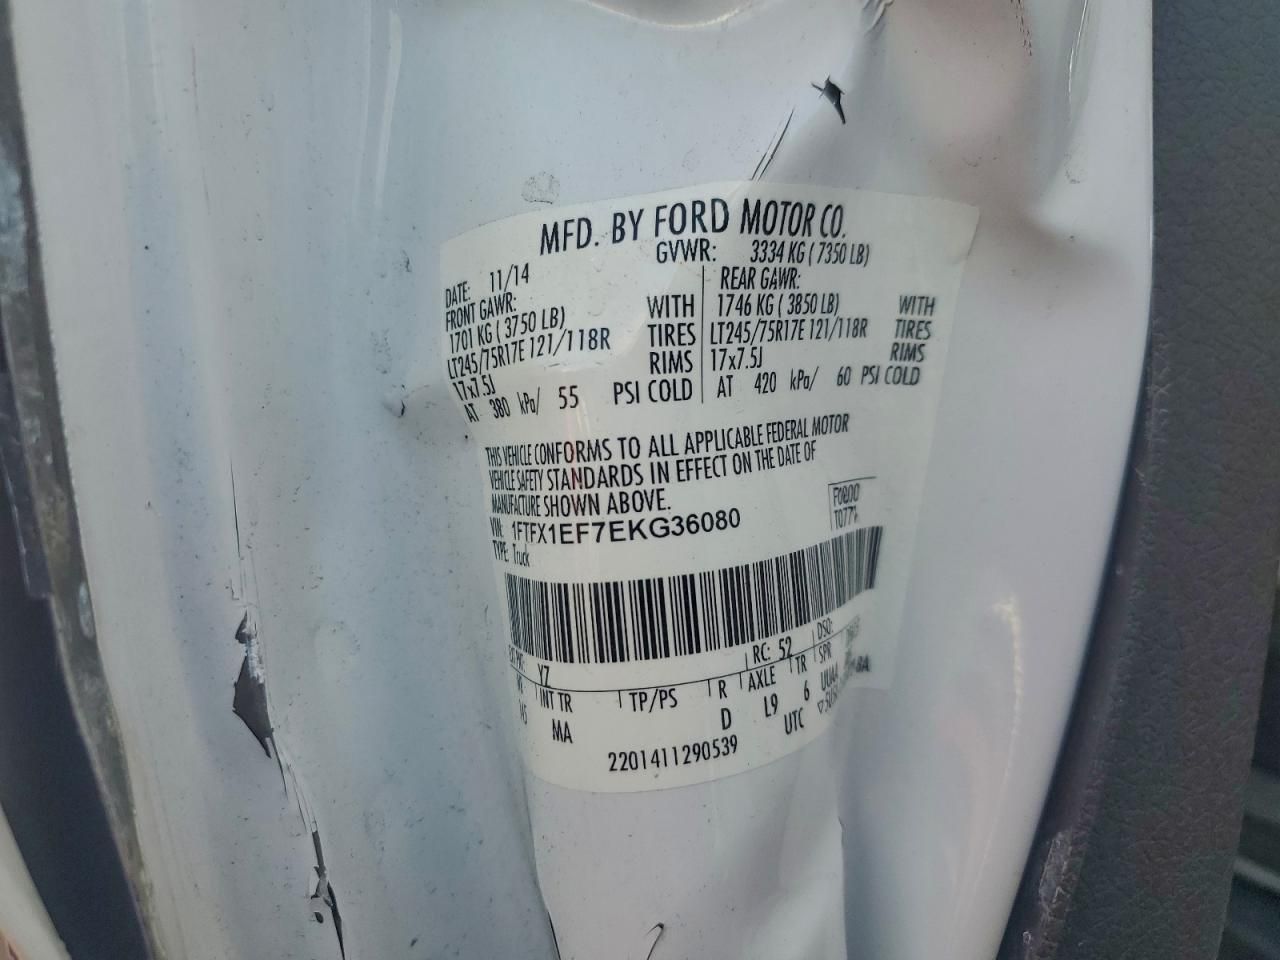 MFD. BY FORD MOTOR CO.
DATE: 11/14 GVWR: 3334 KG ( 7350 LB)
FRONT GAWR: REAR GAWR:
1701 KG ( 3750 LB) WITH 1746 KG ( 3850 LB) WITH
LT245/75R17E 121/118R TIRES LT245/75R17E 121/118R TIRES
17x7.5J RIMS 17x7.5J RIMS
AT 380 kPa/ 55 PSI COLD AT 420 kPa/ 60 PSI COLD
THIS VEHICLE CONFORMS TO ALL APPLICABLE FEDERAL MOTOR
VEHICLE SAFETY STANDARDS IN EFFECT ON THE DATE OF
MANUFACTURE SHOWN ABOVE.
VIN: 1FTFX1EF7EKG36080
TYPE: Truck
YZ RC: 52 DSO:
INT TR TP/PS R AXLE TR SPR
MA D L9 6 UUAA
UTC
2201411290539